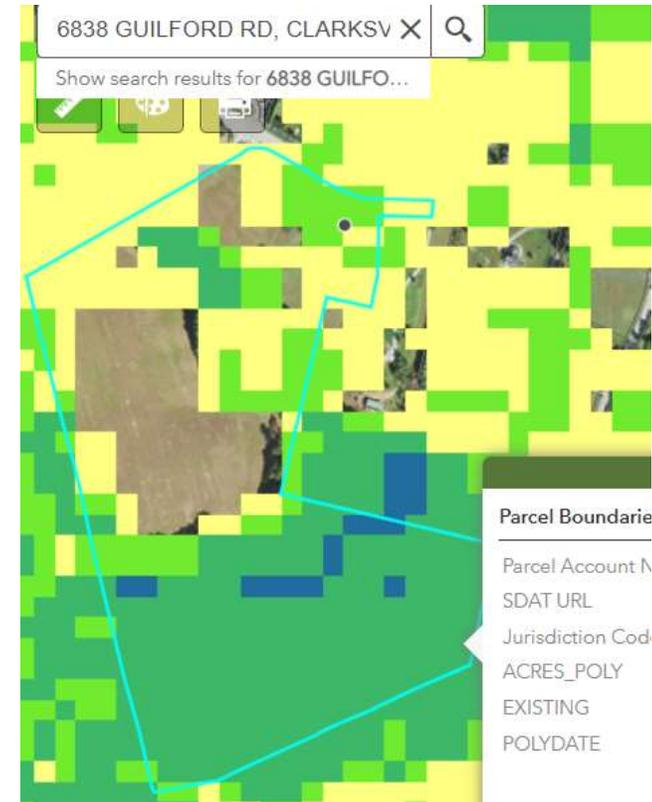 6838 GUILFORD RD, CLARKSV
Show search results for 6838 GUILFO...
Parcel Boundarie
Parcel Account N
SDAT URL
Jurisdiction Cod
ACRES_POLY
EXISTING
POLYDATE